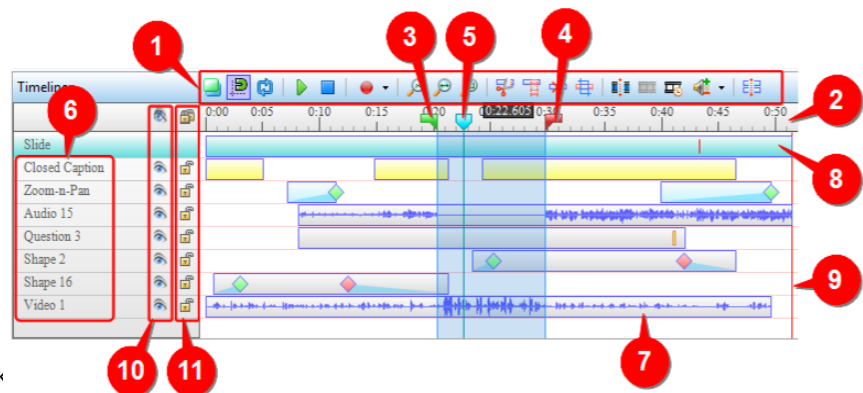 3 5 4
1
Timeline
6 2
0:00 0:05 0:10 0:15 0:20 0:22.605 0:30 0:35 0:40 0:45 0:50
Slide
8
Closed Caption
Zoom-n-Pan
Audio 15
Question 3
Shape 2
9
Shape 16
Video 1
7
10 11